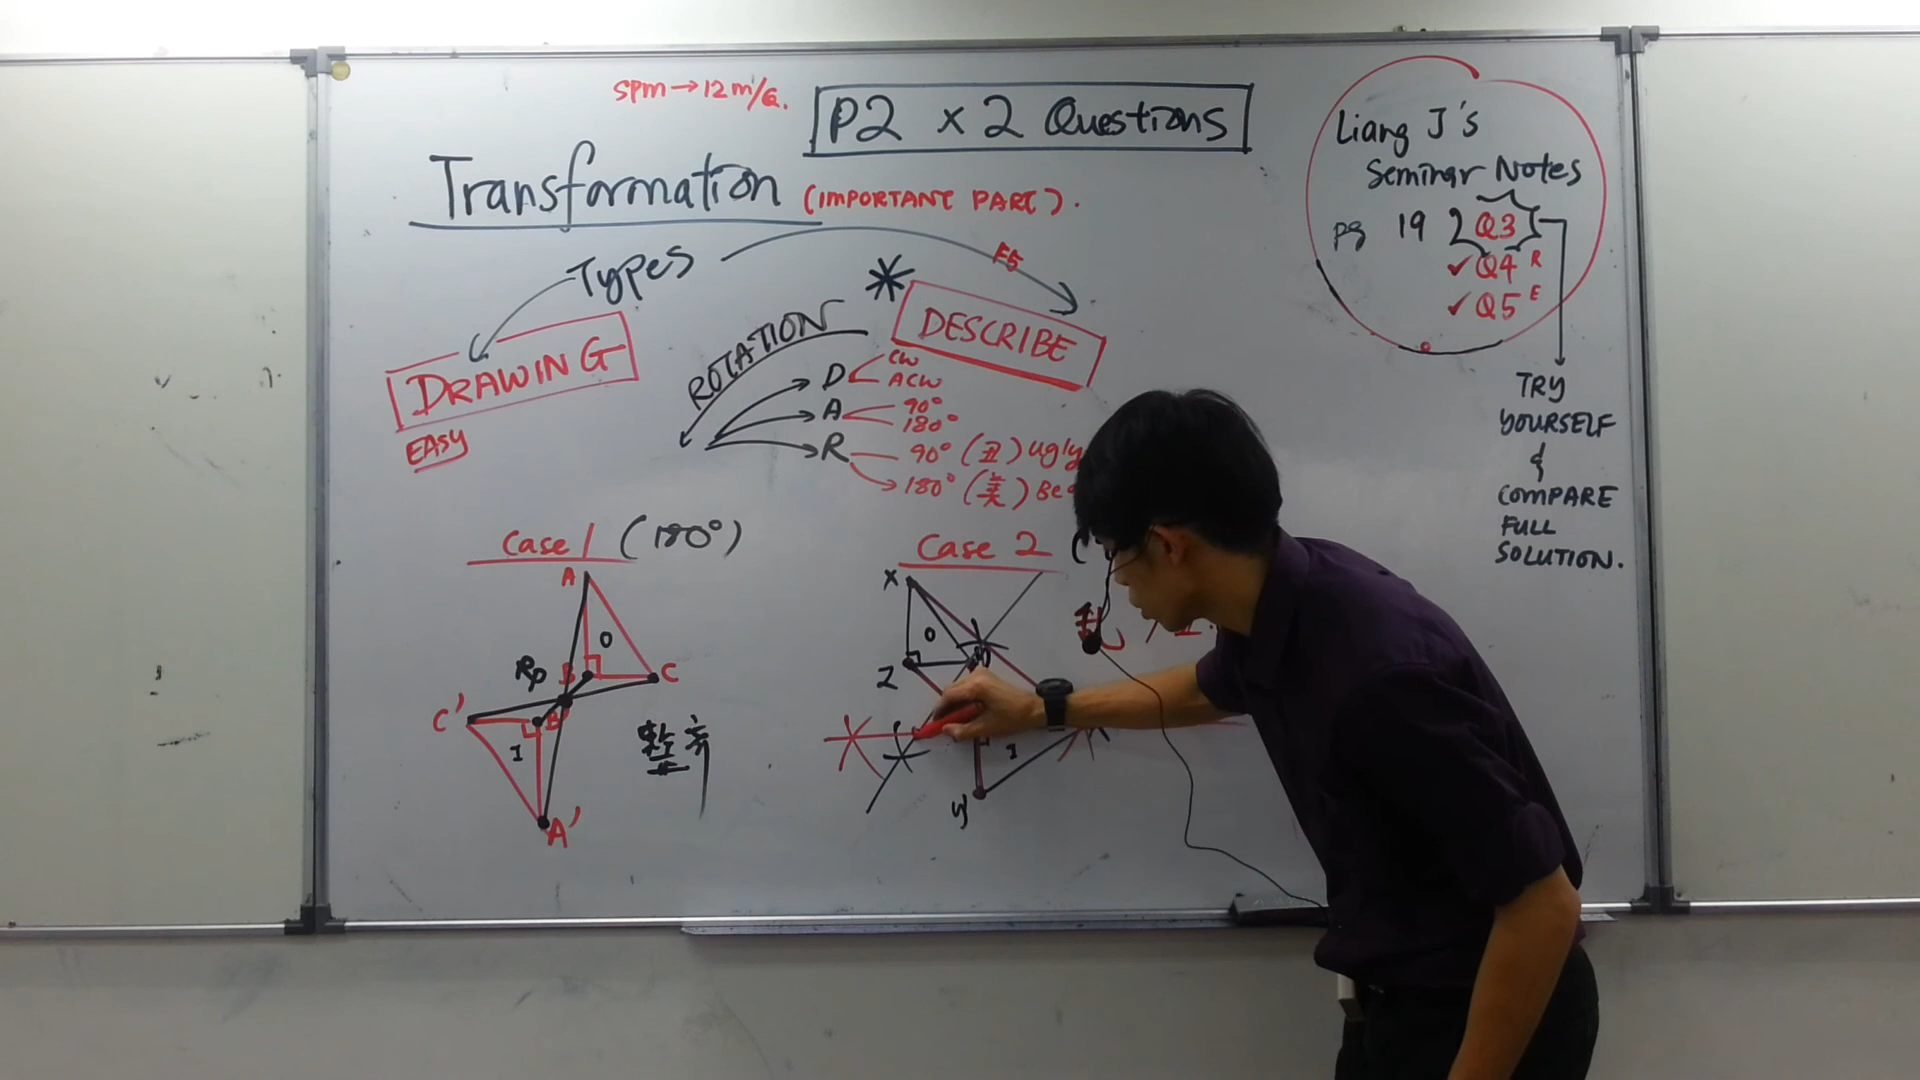 SPM → 12 m/Q.
P2 x 2 Questions
Transformation (IMPORTANT PART).
Types
F5
* DESCRIBE
DRAWING
EASY
ROTATION
D CW
ACW
A 90°
180°
R 90° (丑) Ugly
180° (美)
Case 1 (180°)
A
O
B
C
Rp
C'
B'
I
A'
整齐
Case 2 (
X
O
Z
I
Y'
乱
Liang J's
Seminar Notes
pg 19 Q3
✓ Q4 R
✓ Q5 E
TRY
YOURSELF
&
COMPARE
FULL
SOLUTION.